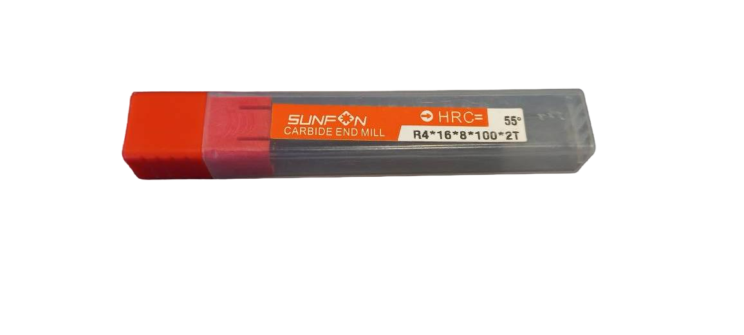 SUNFON
CARBIDE END MILL
HRC= 55°
R4*16*8*100*2T